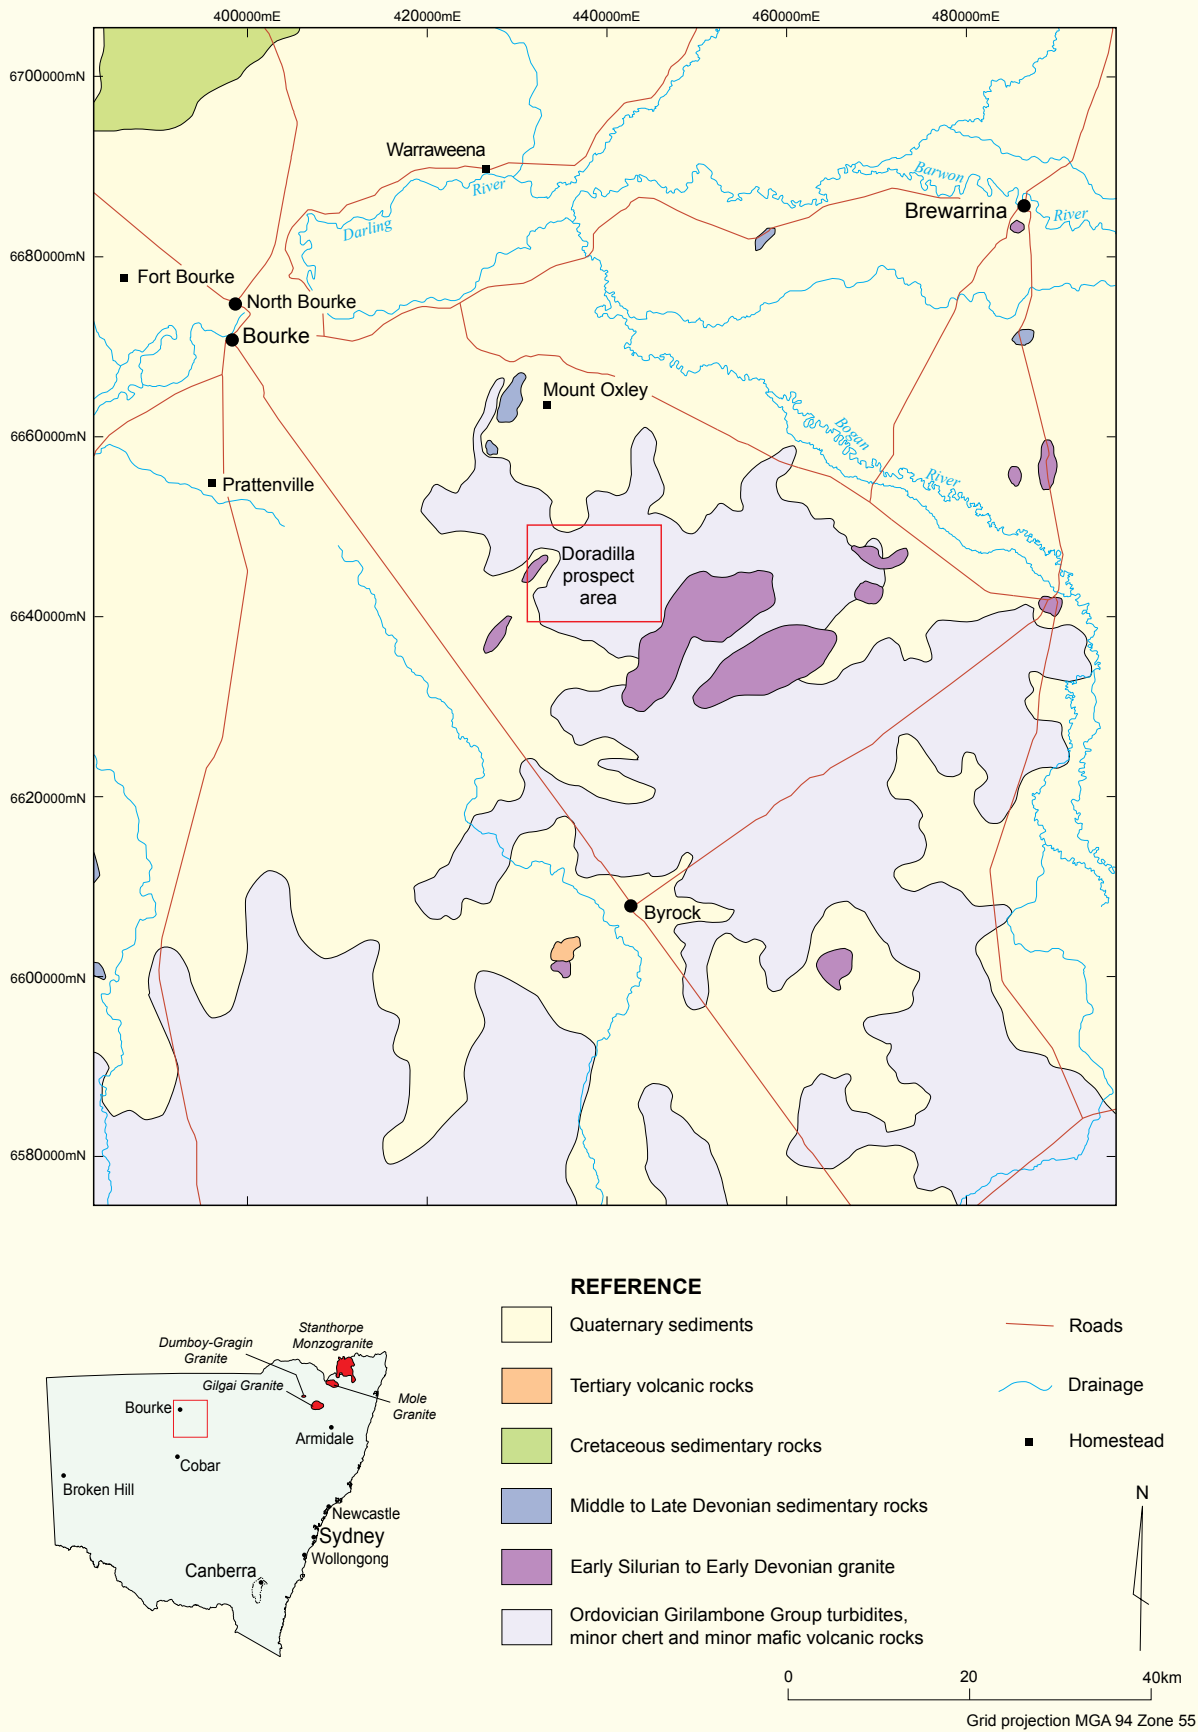 400000mE
420000mE
440000mE
460000mE
480000mE
6700000mN
6680000mN
6660000mN
6640000mN
6620000mN
6600000mN
6580000mN
Warraweena
River
Darling
Barwon
River
Brewarrina
Fort Bourke
North Bourke
Bourke
Mount Oxley
Bogan
River
Prattenville
Doradilla
prospect
area
Byrock
REFERENCE
Quaternary sediments
Tertiary volcanic rocks
Cretaceous sedimentary rocks
Middle to Late Devonian sedimentary rocks
Early Silurian to Early Devonian granite
Ordovician Girilambone Group turbidites,
minor chert and minor mafic volcanic rocks
Roads
Drainage
Homestead
N
0
20
40km
Grid projection MGA 94 Zone 55
Stanthorpe
Monzogranite
Dumboy-Gragin
Granite
Gilgai Granite
Mole
Granite
Bourke
Armidale
Cobar
Broken Hill
Newcastle
Sydney
Wollongong
Canberra